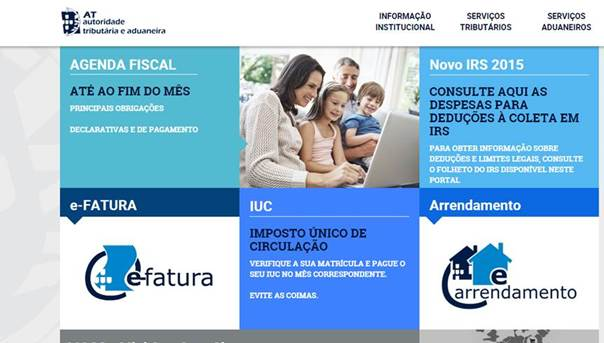 AT
autoridade
tributária e aduaneira
INFORMAÇÃO
INSTITUCIONAL
SERVIÇOS
TRIBUTÁRIOS
SERVIÇOS
ADUANEIROS
AGENDA FISCAL
ATÉ AO FIM DO MÊS
PRINCIPAIS OBRIGAÇÕES
DECLARATIVAS E DE PAGAMENTO
Novo IRS 2015
CONSULTE AQUI AS
DESPESAS PARA
DEDUÇÕES À COLETA EM
IRS
PARA OBTER INFORMAÇÃO SOBRE
DEDUÇÕES E LIMITES LEGAIS, CONSULTE
O FOLHETO DO IRS DISPONÍVEL NESTE
PORTAL
e-FATURA
e-fatura
IUC
IMPOSTO ÚNICO DE
CIRCULAÇÃO
VERIFIQUE A SUA MATRÍCULA E PAGUE O
SEU IUC NO MÊS CORRESPONDENTE.
EVITE AS COIMAS.
Arrendamento
e
arrendamento